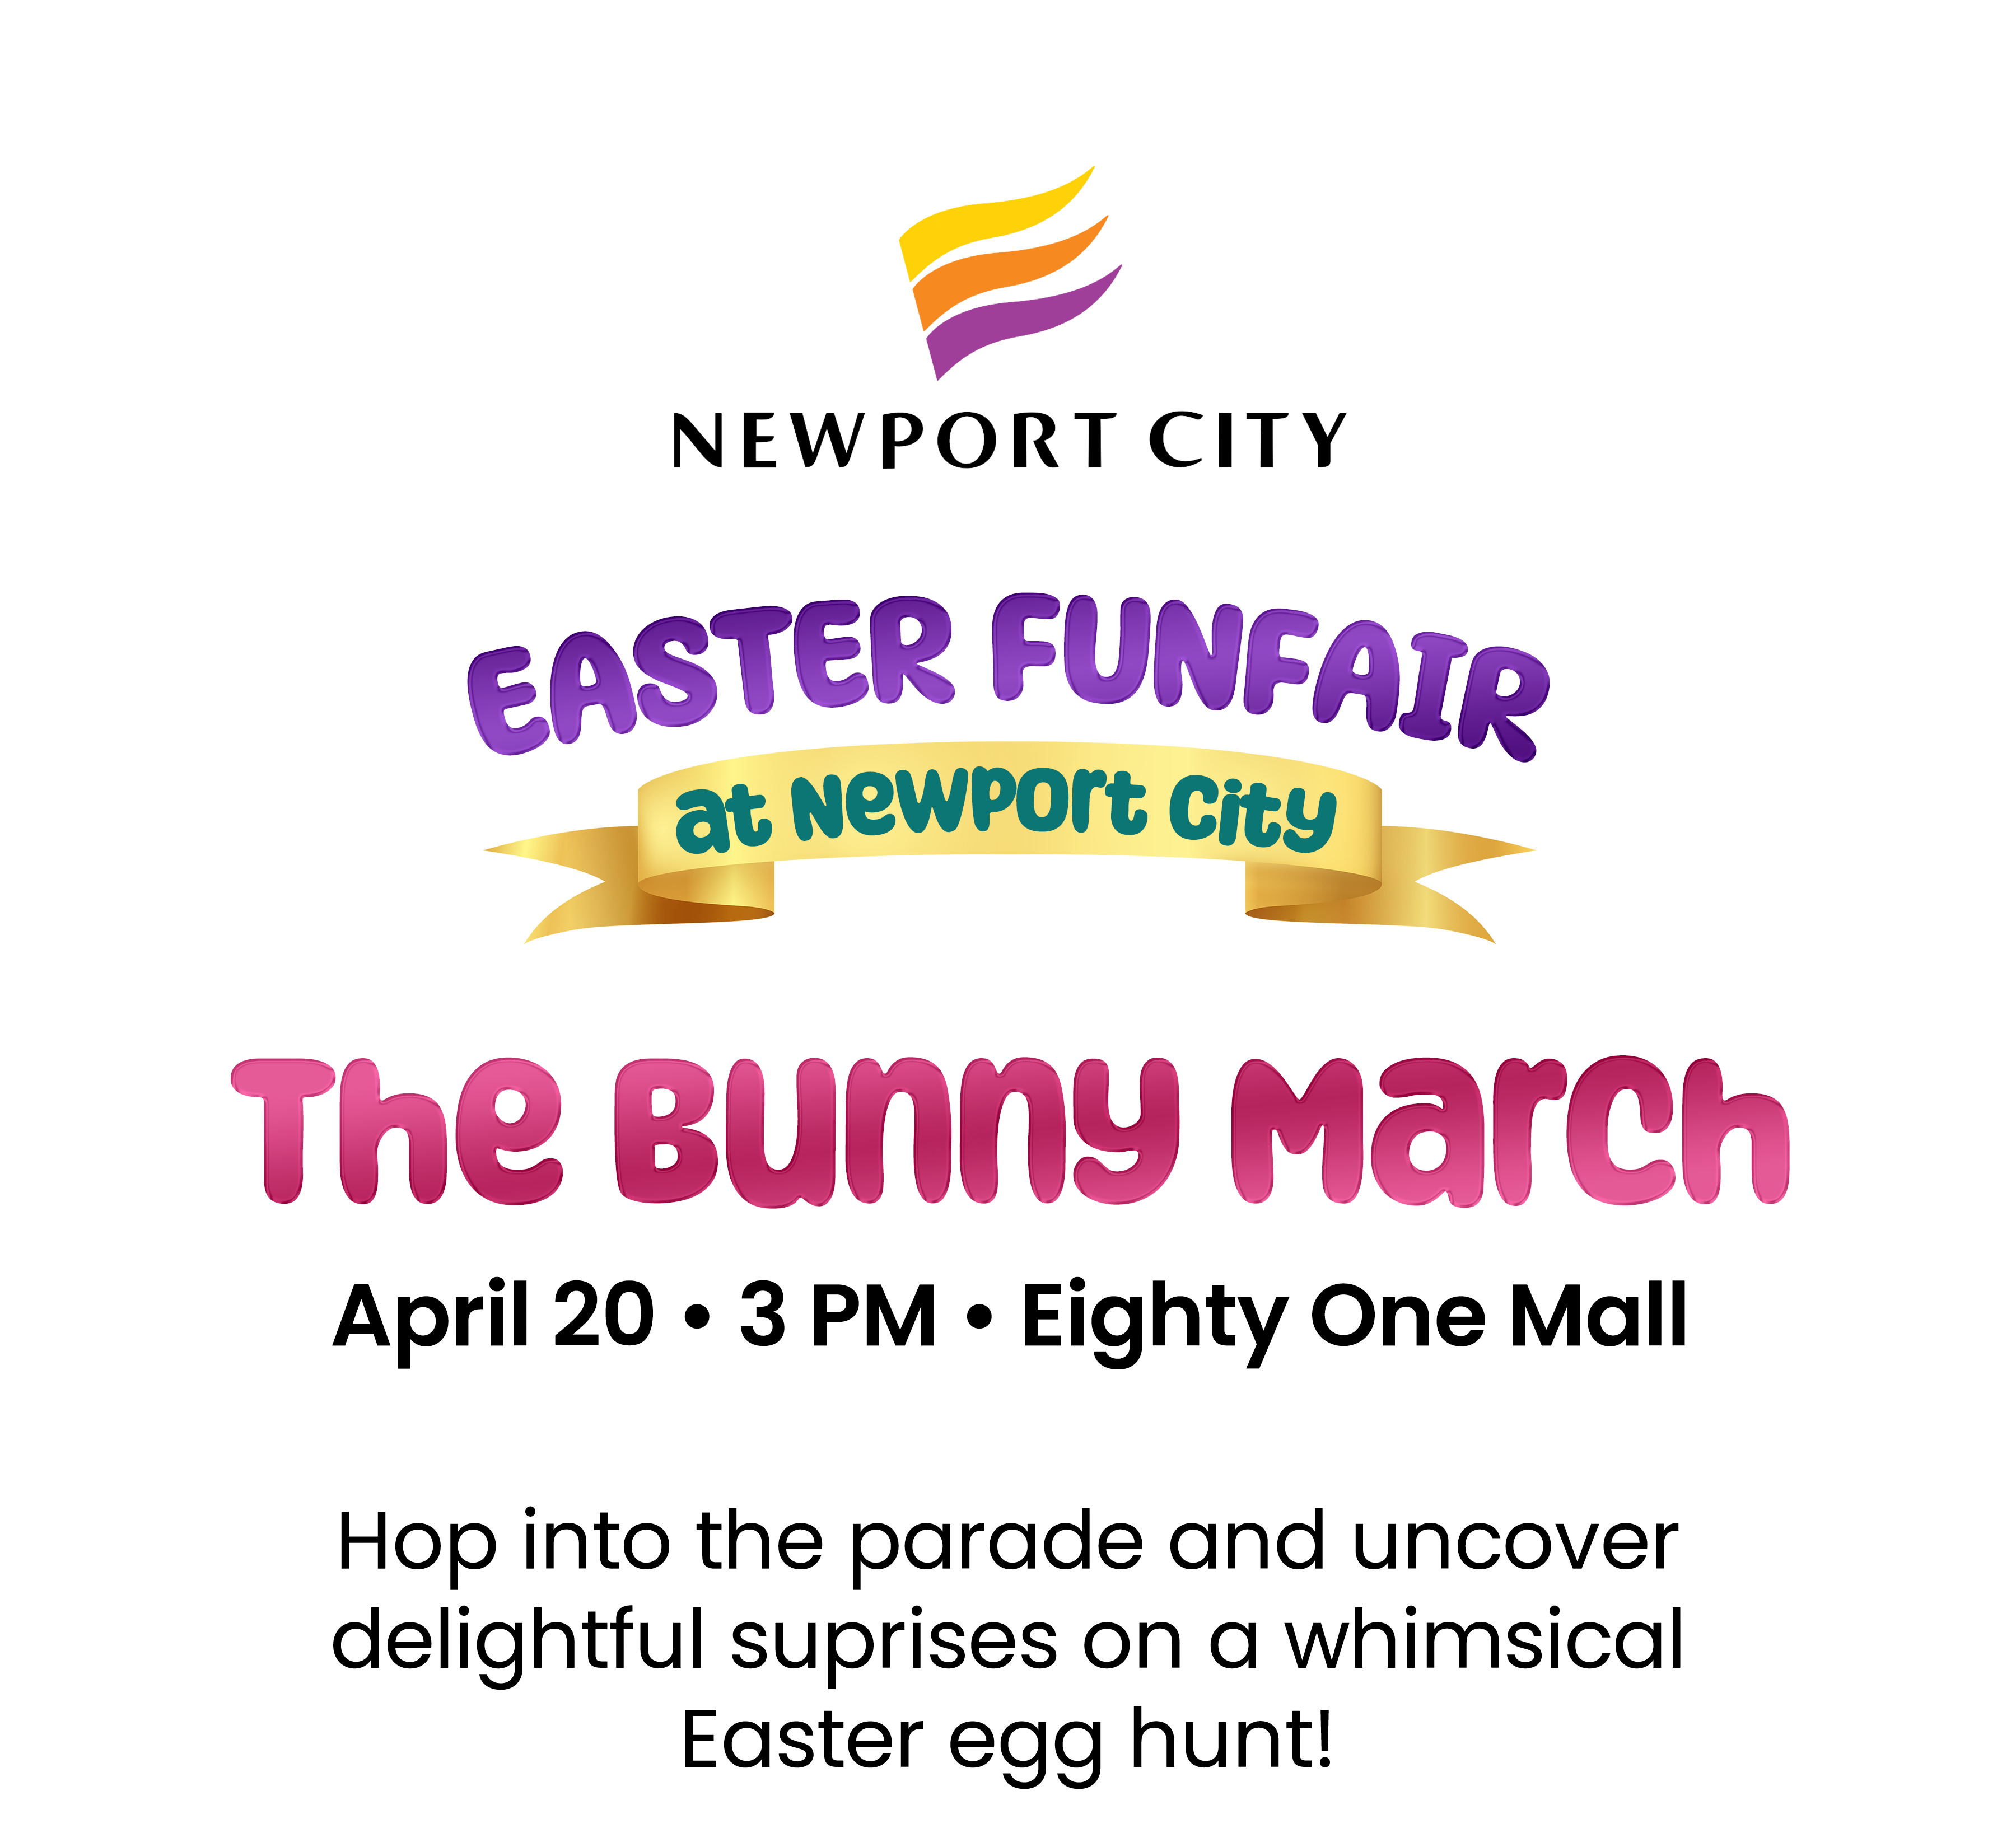 NEWPORT CITY
EASTER FUNFAIR
at Newport City
The Bunny March
April 20 • 3 PM • Eighty One Mall
Hop into the parade and uncover
delightful suprises on a whimsical
Easter egg hunt!